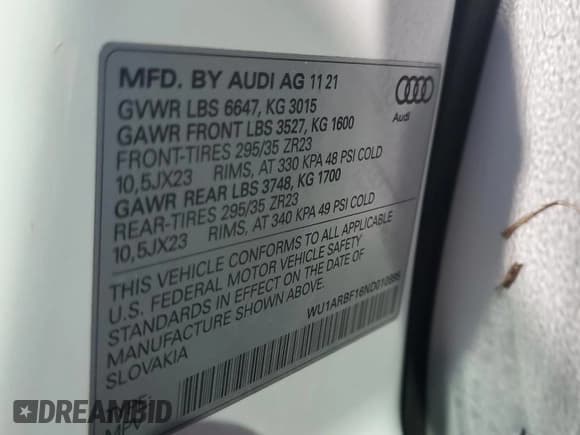 MFD. BY AUDI AG 11 21
GVWR LBS 6647, KG 3015
GAWR FRONT LBS 3527, KG 1600
FRONT-TIRES 295/35 ZR23
10,5JX23 RIMS, AT 330 KPA 48 PSI COLD
GAWR REAR LBS 3748, KG 1700
REAR-TIRES 295/35 ZR23
10,5JX23 RIMS, AT 340 KPA 49 PSI COLD
Audi
THIS VEHICLE CONFORMS TO ALL APPLICABLE
U.S. FEDERAL MOTOR VEHICLE SAFETY
STANDARDS IN EFFECT ON THE DATE OF
MANUFACTURE SHOWN ABOVE.
SLOVAKIA
DREAMBID